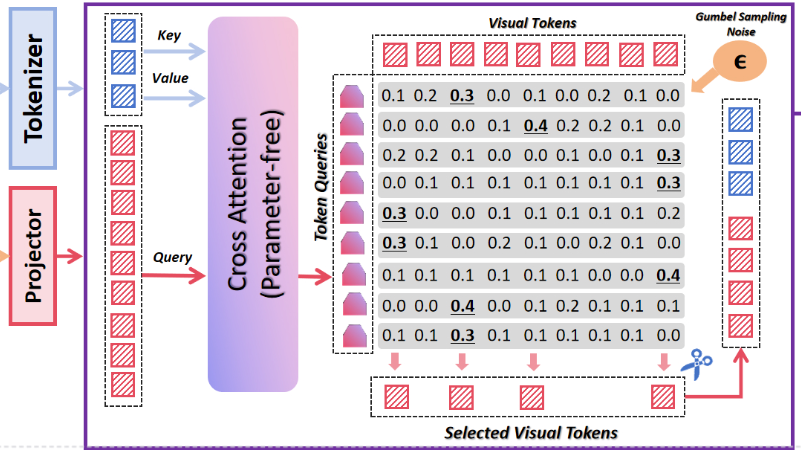 Tokenizer
Projector
Key
Value
Query
Cross Attention
(Parameter-free)
Visual Tokens
Gumbel Sampling
Noise
ϵ
Token Queries
0.1 0.2 0.3 0.0 0.1 0.0 0.2 0.1 0.0
0.0 0.0 0.0 0.1 0.4 0.2 0.2 0.1 0.0
0.2 0.2 0.1 0.0 0.0 0.1 0.0 0.1 0.3
0.0 0.1 0.1 0.1 0.1 0.1 0.1 0.1 0.3
0.3 0.0 0.0 0.1 0.1 0.1 0.1 0.1 0.2
0.3 0.1 0.0 0.2 0.1 0.0 0.2 0.1 0.0
0.1 0.1 0.1 0.1 0.1 0.1 0.0 0.0 0.4
0.0 0.0 0.4 0.0 0.1 0.2 0.1 0.1 0.1
0.1 0.1 0.3 0.1 0.1 0.1 0.1 0.1 0.0
Selected Visual Tokens